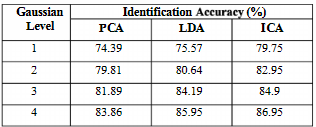 Gaussian Level Identification Accuracy (%)
PCA LDA ICA
1 74.39 75.57 79.75
2 79.81 80.64 82.95
3 81.89 84.19 84.9
4 83.86 85.95 86.95